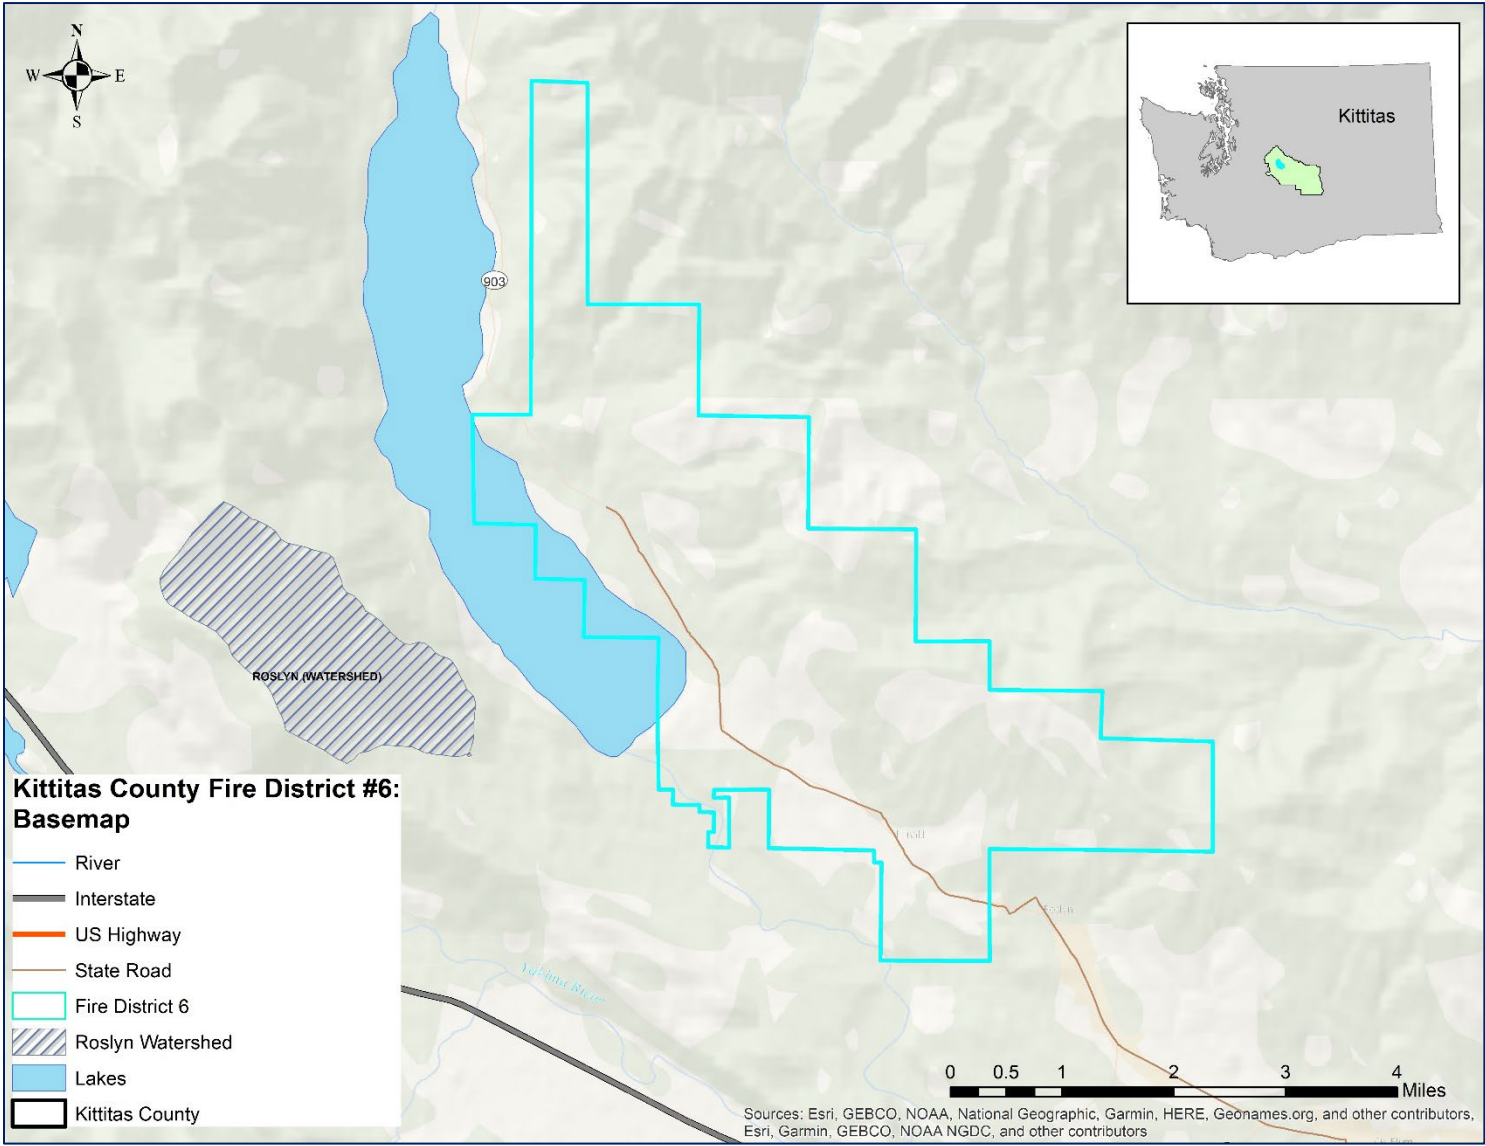 N
W E
S
Kittitas
903
ROSLYN (WATERSHED)
Kittitas County Fire District #6:
Basemap
River
Interstate
US Highway
State Road
Fire District 6
Roslyn Watershed
Lakes
Kittitas County
Yakima River
0 0.5 1 2 3 4
Miles
Sources: Esri, GEBCO, NOAA, National Geographic, Garmin, HERE, Geonames.org, and other contributors,
Esri, Garmin, GEBCO, NOAA NGDC, and other contributors